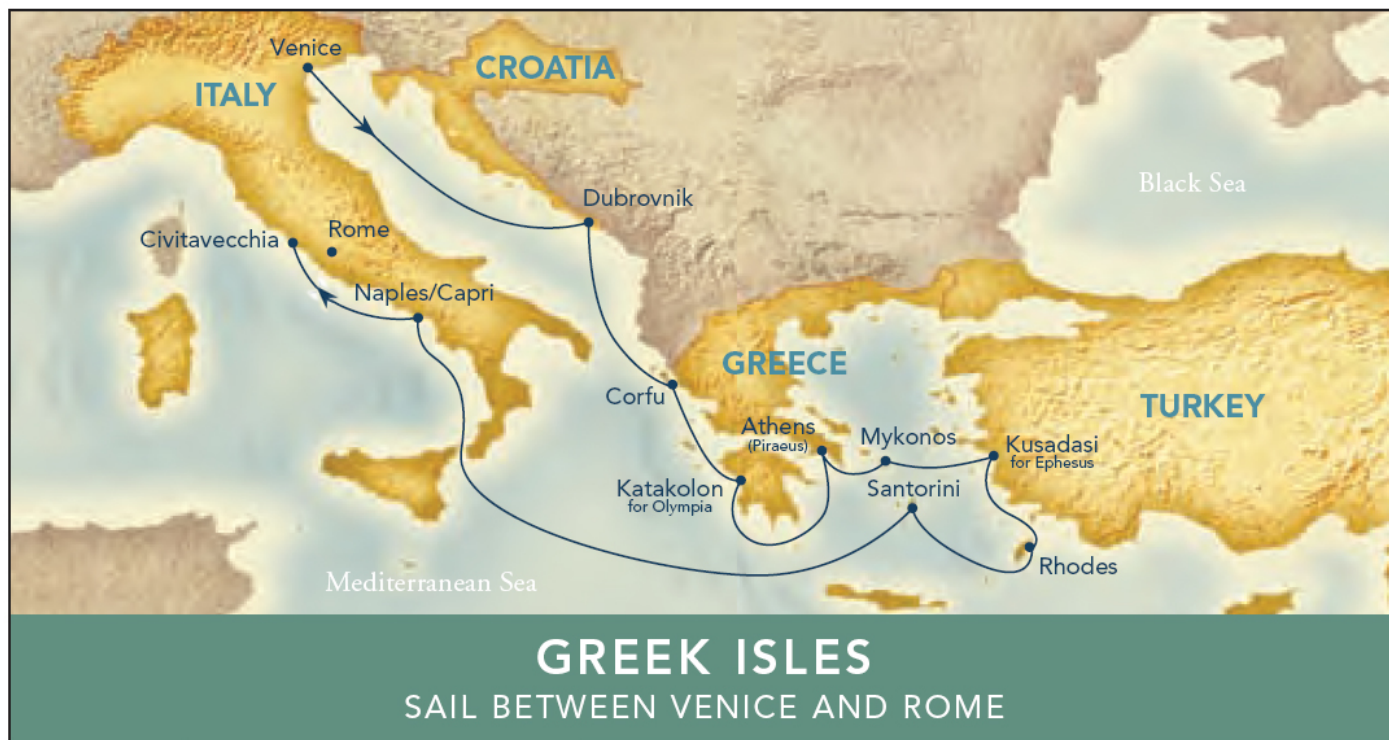 Venice
CROATIA
ITALY
Black Sea
Dubrovnik
Rome
Civitavecchia
Naples/Capri
GREECE
Corfu
TURKEY
Athens
(Piraeus)
Mykonos
Kusadasi
for Ephesus
Katakolon
for Olympia
Santorini
Rhodes
Mediterranean Sea
GREEK ISLES
SAIL BETWEEN VENICE AND ROME